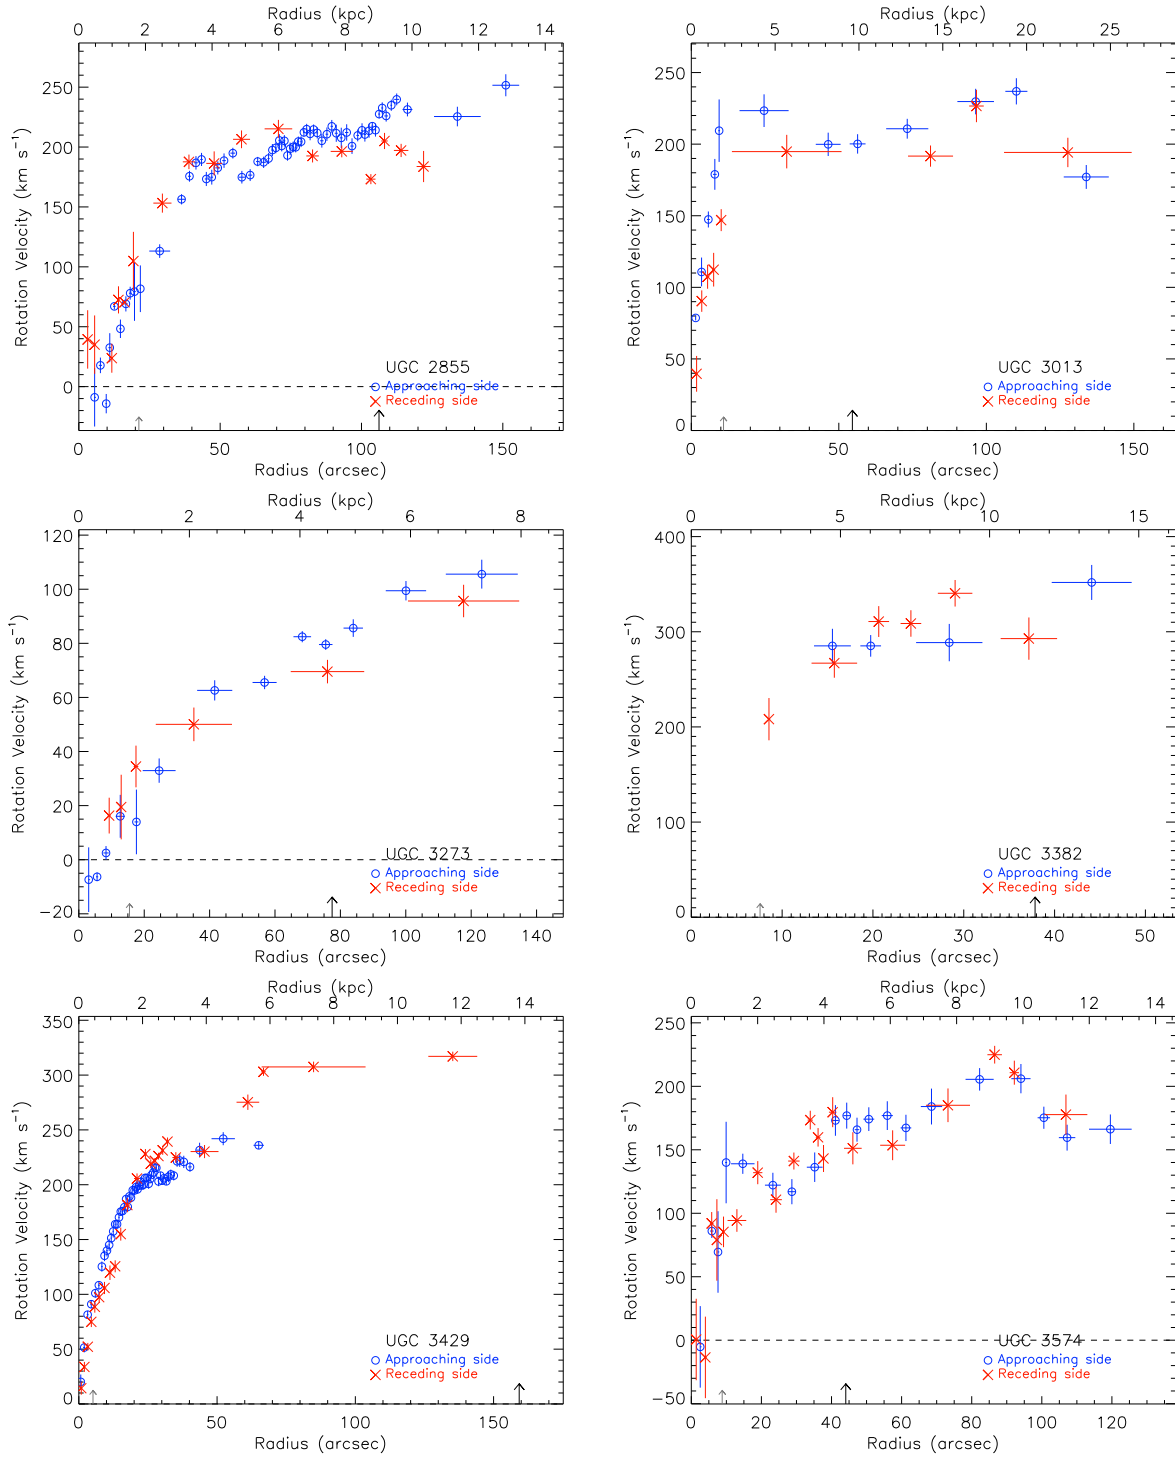 Radius (kpc)
0 2 4 6 8 10 12 14
Rotation Velocity (km s⁻¹)
250
200
150
100
50
0
UGC 2855
Approaching side
Receding side
0 50 100 150
Radius (arcsec)
Radius (kpc)
0 5 10 15 20 25
Rotation Velocity (km s⁻¹)
250
200
150
100
50
0
UGC 3013
Approaching side
Receding side
0 50 100 150
Radius (arcsec)
Radius (kpc)
0 2 4 6 8
Rotation Velocity (km s⁻¹)
120
100
80
60
40
20
0
−20
UGC 3273
Approaching side
Receding side
0 20 40 60 80 100 120 140
Radius (arcsec)
Radius (kpc)
0 5 10 15
Rotation Velocity (km s⁻¹)
400
300
200
100
0
UGC 3382
Approaching side
Receding side
0 10 20 30 40 50
Radius (arcsec)
Radius (kpc)
0 2 4 6 8 10 12 14
Rotation Velocity (km s⁻¹)
350
300
250
200
150
100
50
0
UGC 3429
Approaching side
Receding side
0 50 100 150
Radius (arcsec)
Radius (kpc)
0 2 4 6 8 10 12 14
Rotation Velocity (km s⁻¹)
250
200
150
100
50
0
−50
UGC 3574
Approaching side
Receding side
0 20 40 60 80 100 120
Radius (arcsec)